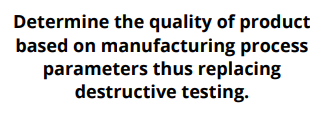 Determine the quality of product
based on manufacturing process
parameters thus replacing
destructive testing.